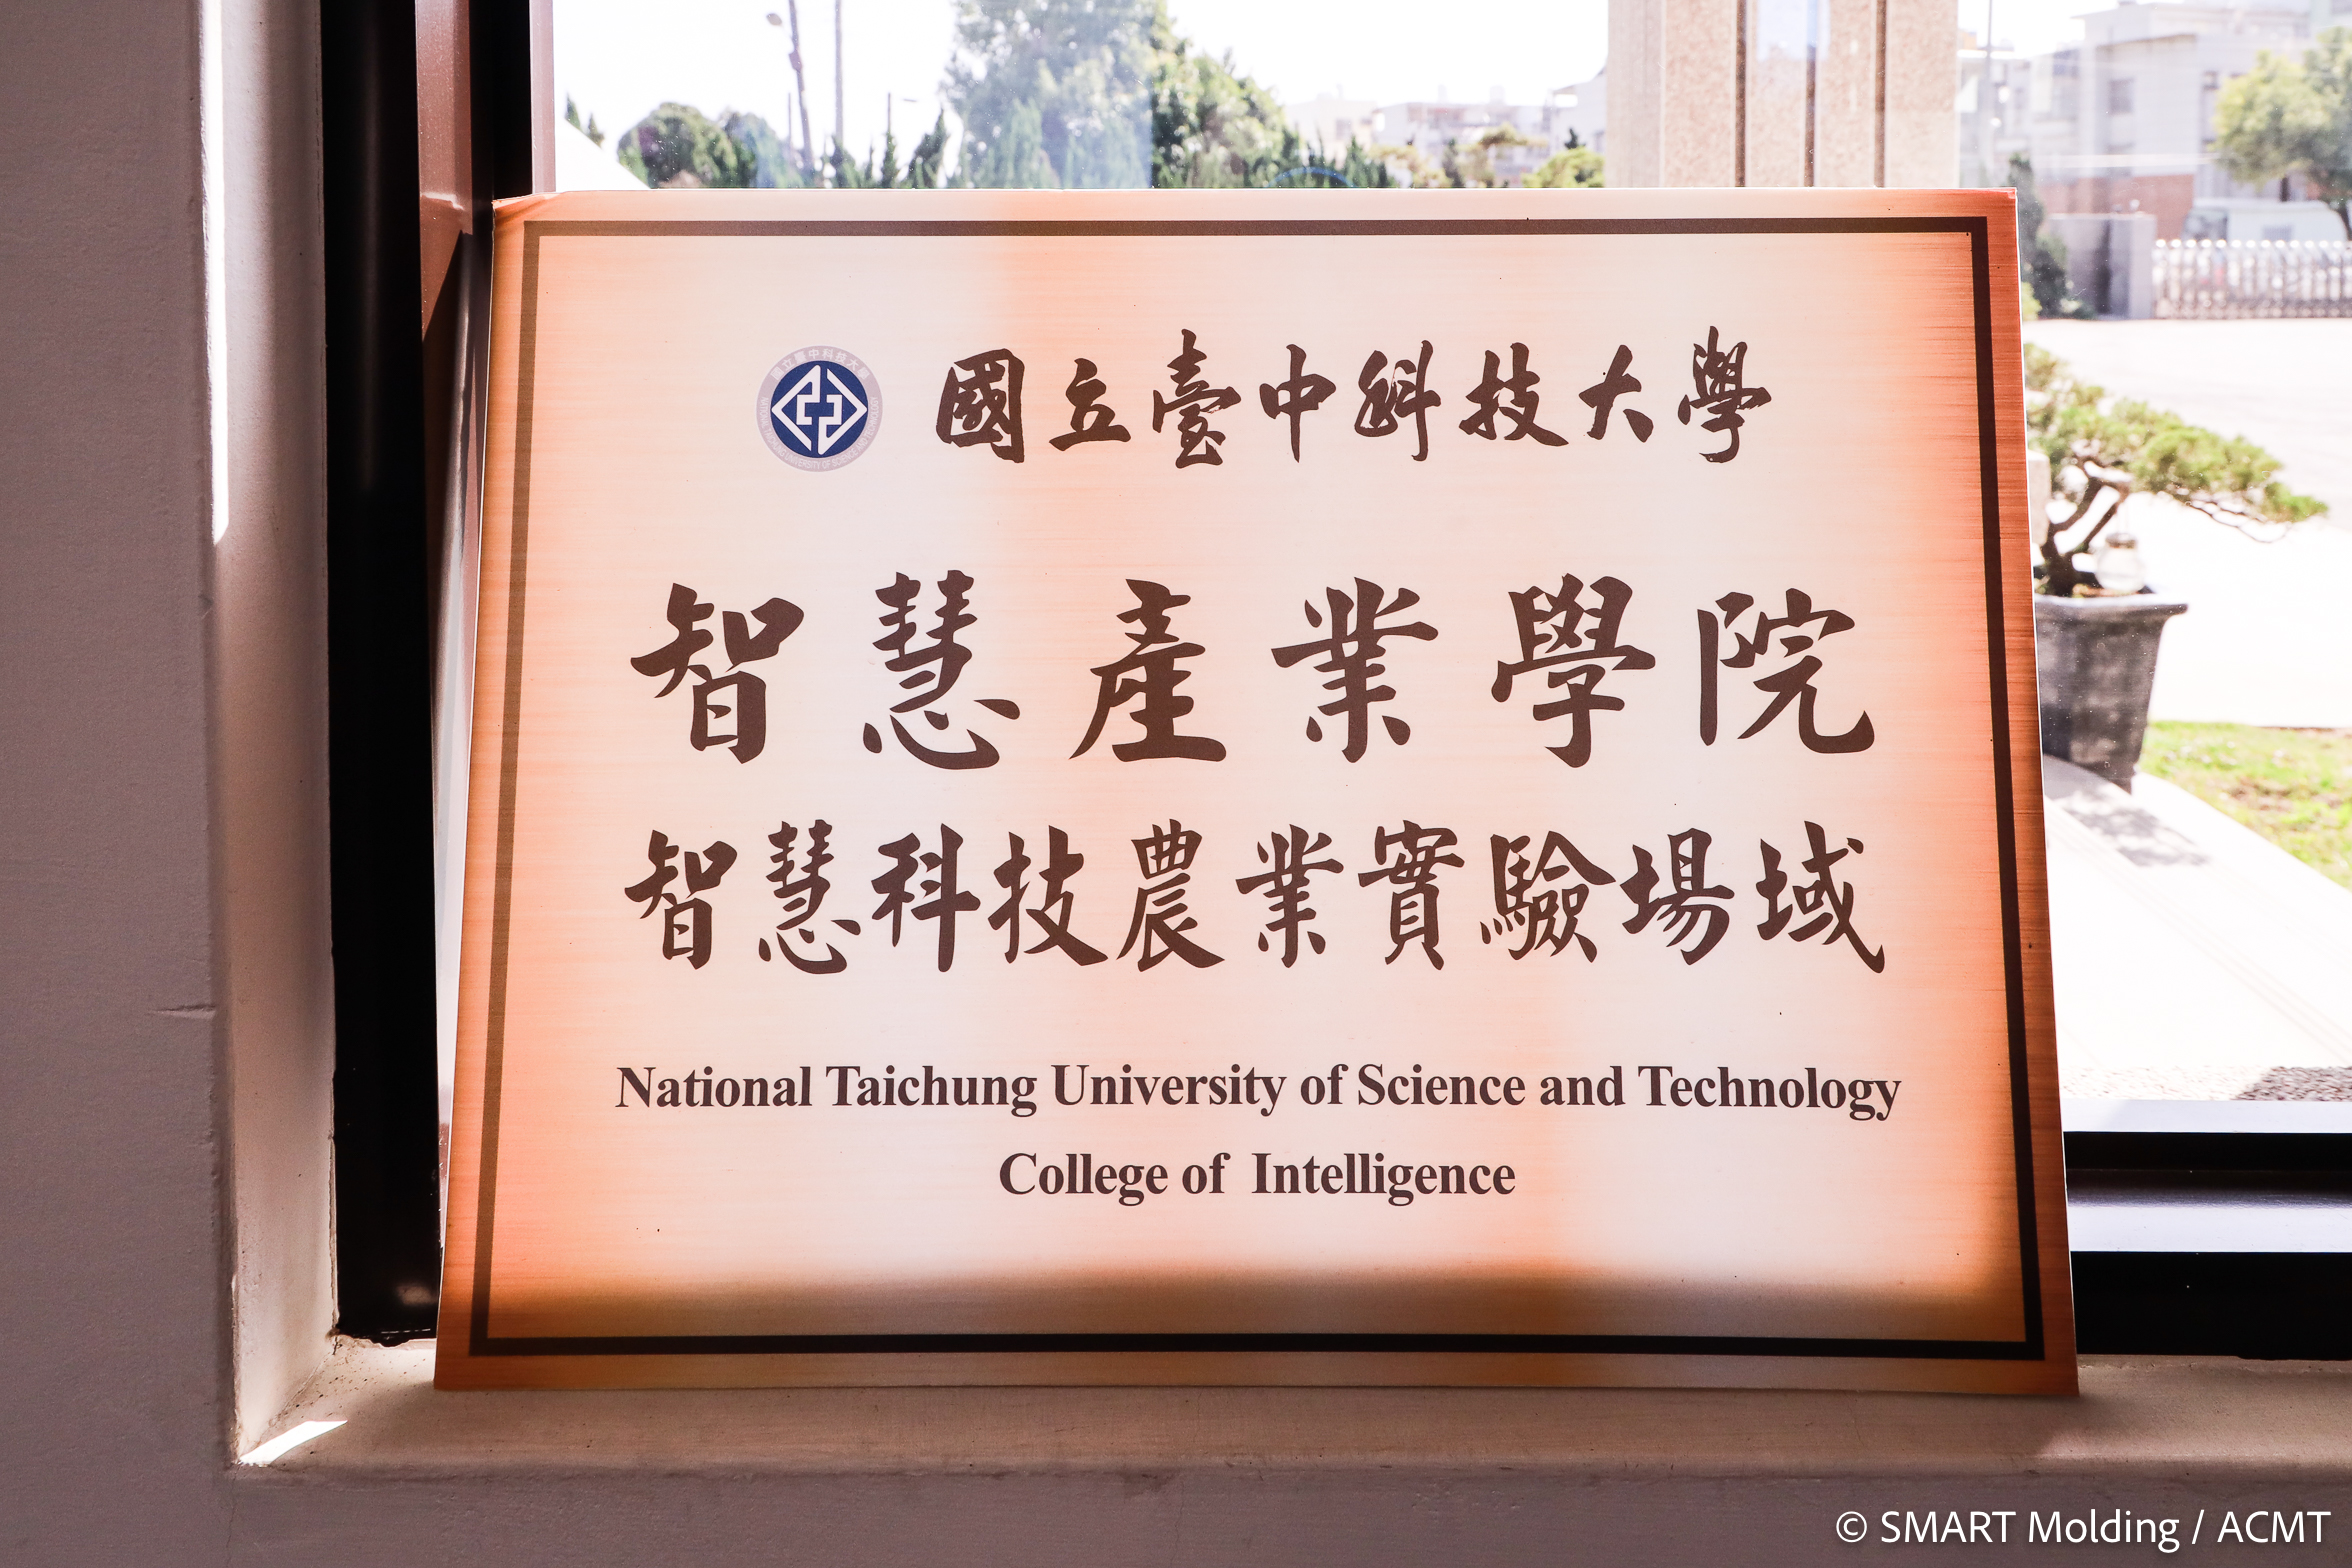 國立臺中科技大學
智慧產業學院
智慧科技農業實驗場域
National Taichung University of Science and Technology
College of Intelligence
© SMART Molding / ACMT